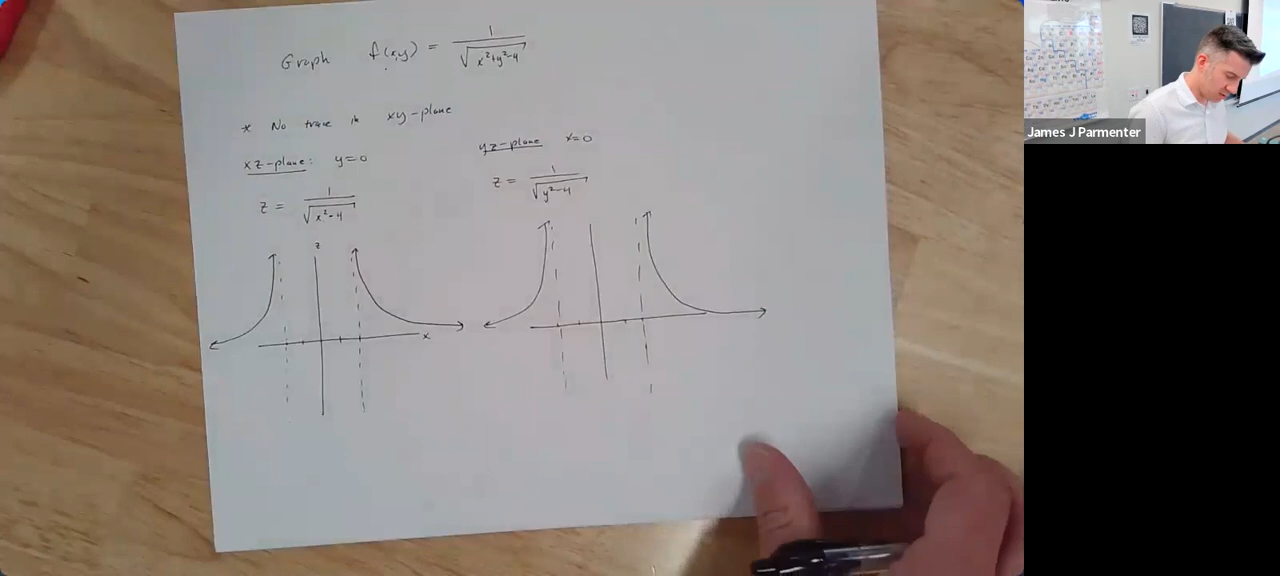 Graph f(x,y) = 1/√(x²+y²-4)
* No trace in xy-plane
xz-plane: y=0
z = 1/√(x²-4)
z
x
yz-plane x=0
z = 1/√(y²-4)
James J Parmenter